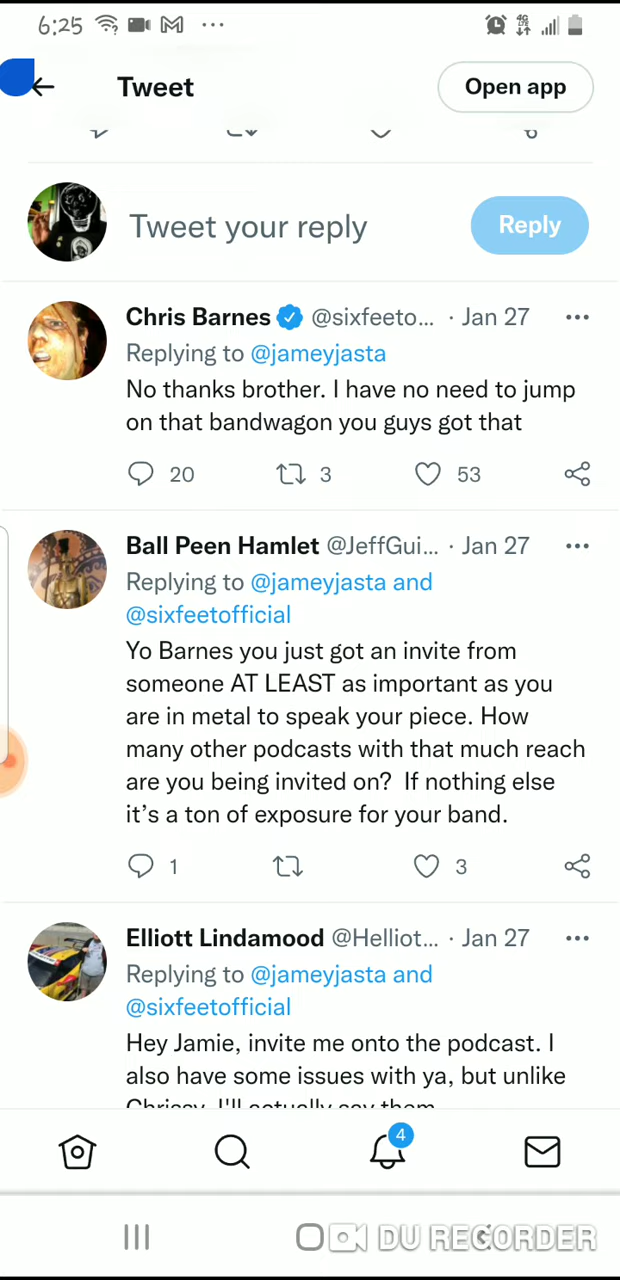 6:25
Tweet
Open app
Tweet your reply
Reply
Chris Barnes @sixfeeto... · Jan 27
Replying to @jameyjasta
No thanks brother. I have no need to jump
on that bandwagon you guys got that
20 3 53
Ball Peen Hamlet @JeffGui... · Jan 27
Replying to @jameyjasta and
@sixfeetofficial
Yo Barnes you just got an invite from
someone AT LEAST as important as you
are in metal to speak your piece. How
many other podcasts with that much reach
are you being invited on?  If nothing else
it's a ton of exposure for your band.
1 3
Elliott Lindamood @Helliot... · Jan 27
Replying to @jameyjasta and
@sixfeetofficial
Hey Jamie, invite me onto the podcast. I
also have some issues with ya, but unlike
Chrissy, I'll actually say them
4
DU RECORDER